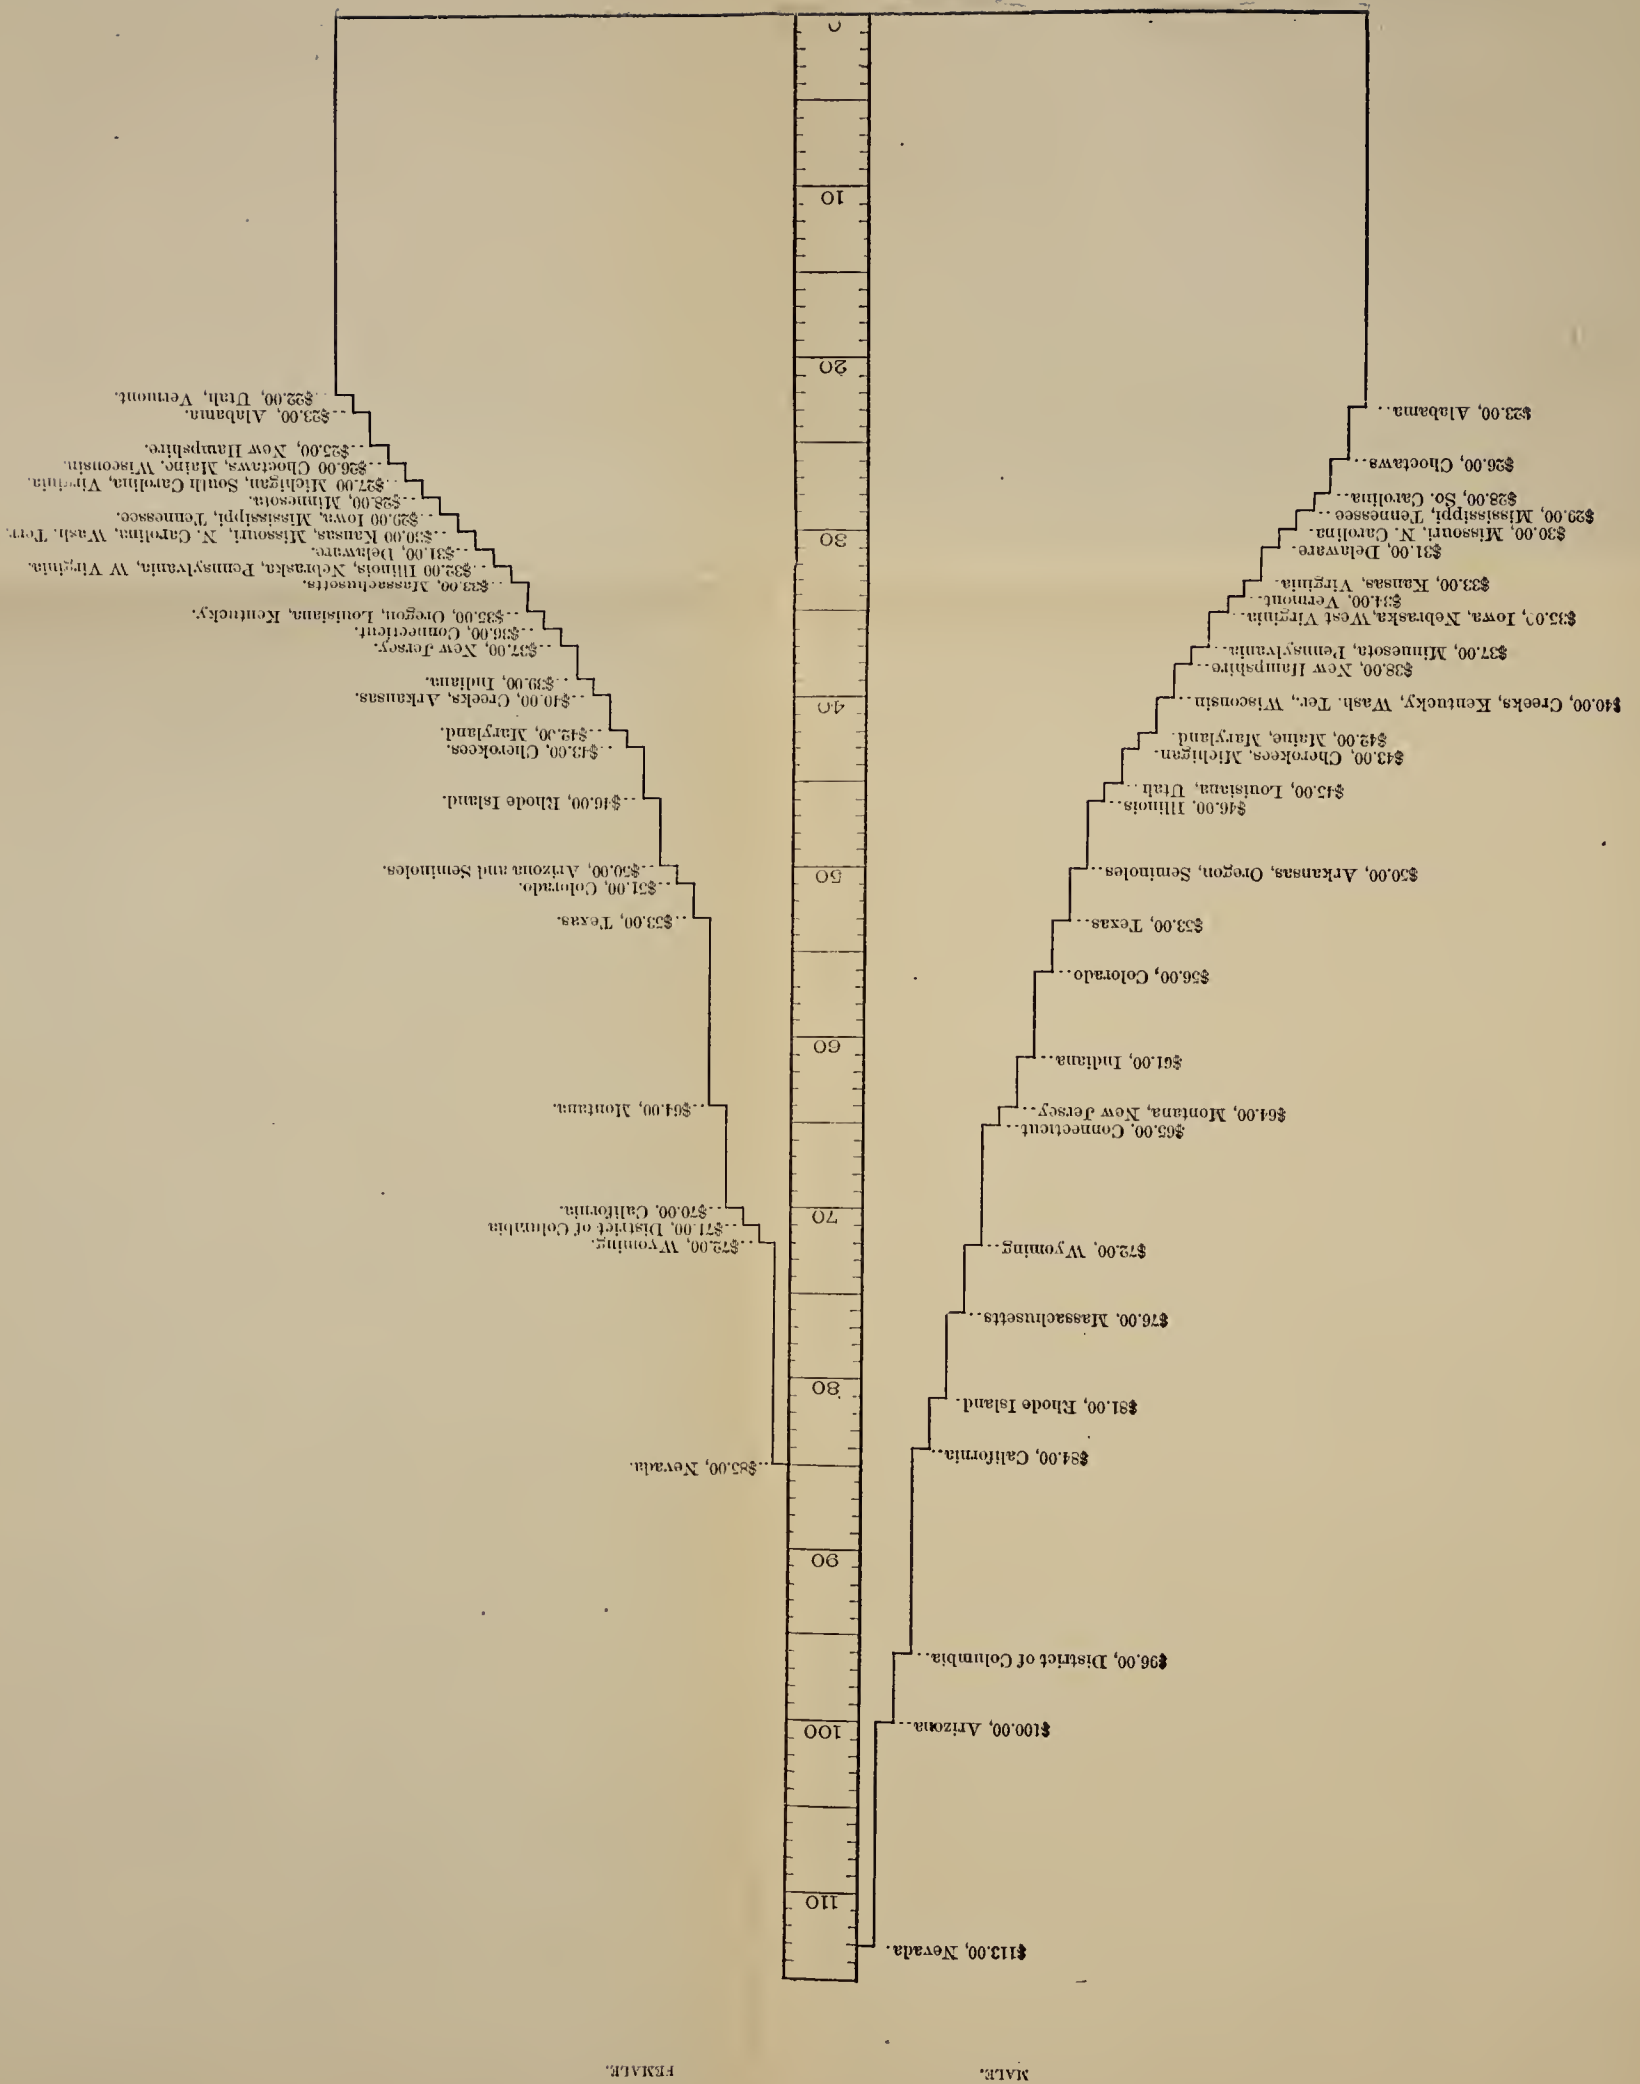 MALE.
FEMALE.
$113.00, Nevada.
$100.00, Arizona
$96.00, District of Columbia
$84.00, California
$81.00, Rhode Island.
$76.00, Massachusetts
$72.00, Wyoming
$65.00, Connecticut
$64.00, Montana, New Jersey
$61.00, Indiana
$56.00, Colorado
$53.00, Texas
$50.00, Arkansas, Oregon, Seminoles
$46.00, Illinois.
$45.00, Louisiana, Utah
$43.00, Cherokees, Michigan.
$42.00, Maine, Maryland
$40.00, Creeks, Kentucky, Wash. Ter., Wisconsin
$38.00, New Hampshire
$37.00, Minnesota, Pennsylvania
$35.00, Iowa, Nebraska, West Virginia
$34.00, Vermont
$33.00, Kansas, Virginia
$31.00, Delaware
$30.00, Missouri, N. Carolina
$29.00, Mississippi, Tennessee
$28.00, So. Carolina
$26.00, Choctaws
$23.00, Alabama
110
100
90
80
70
60
50
40
30
20
10
0
$85.00, Nevada.
$72.00, Wyoming.
$71.00, District of Columbia
$70.00, California.
$64.00, Montana.
$53.00, Texas.
$51.00, Colorado.
$50.00, Arizona and Seminoles.
$46.00, Rhode Island.
$43.00, Cherokees.
$42.00, Maryland.
$40.00, Creeks, Arkansas.
$39.00, Indiana.
$37.00, New Jersey.
$36.00, Connecticut.
$35.00, Oregon, Louisiana, Kentucky.
$33.00, Massachusetts.
$32.00 Illinois, Nebraska, Pennsylvania, W Virginia.
$31.00, Delaware.
$30.00 Kansas, Missouri, N. Carolina, Wash. Terr.
$29.00 Iowa, Mississippi, Tennessee.
$28.00, Minnesota.
$27.00 Michigan, South Carolina, Virginia.
$26.00 Choctaws, Maine, Wisconsin.
$25.00, New Hampshire.
$23.00, Alabama.
$22.00, Utah, Vermont.